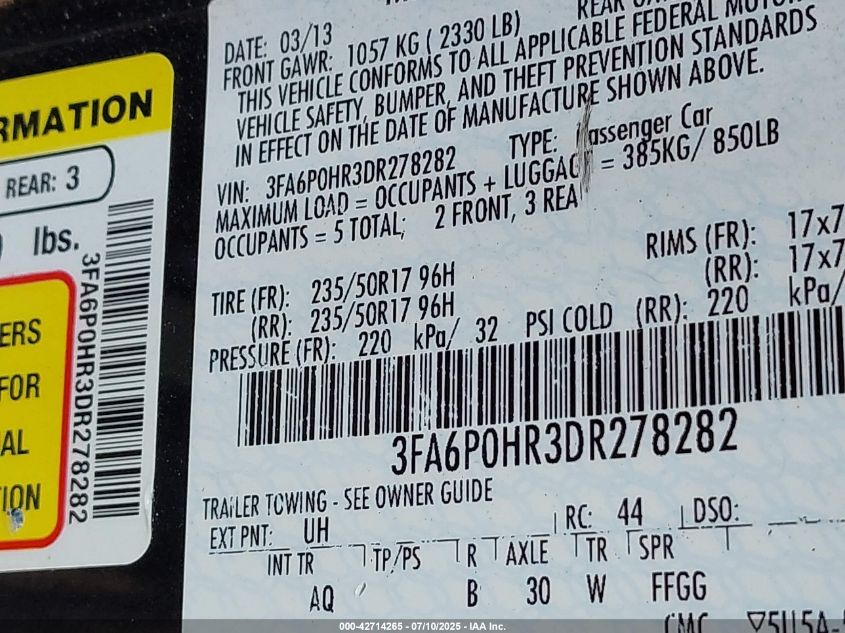 RMATION
REAR: 3
lbs.
3FA6P0HR3DR278282
ERS
FOR
AL
ION
DATE: 03/13
FRONT GAWR: 1057 KG ( 2330 LB)
THIS VEHICLE CONFORMS TO ALL APPLICABLE FEDERAL MOTOR
VEHICLE SAFETY, BUMPER, AND THEFT PREVENTION STANDARDS
IN EFFECT ON THE DATE OF MANUFACTURE SHOWN ABOVE.
VIN: 3FA6P0HR3DR278282 TYPE: Passenger Car
MAXIMUM LOAD = OCCUPANTS + LUGGAG = 385KG/ 850LB
OCCUPANTS = 5 TOTAL; 2 FRONT, 3 REA
TIRE (FR): 235/50R17 96H RIMS (FR): 17x7
(RR): 235/50R17 96H (RR): 17x7
PRESSURE (FR): 220 kPa/ 32 PSI COLD (RR): 220 kPa/
3FA6P0HR3DR278282
TRAILER TOWING - SEE OWNER GUIDE
EXT PNT: UH RC: 44 DSO:
INT TR TP/PS R AXLE TR SPR
AQ B 30 W FFGG
000-42714265 - 07/10/2025 - IAA Inc.